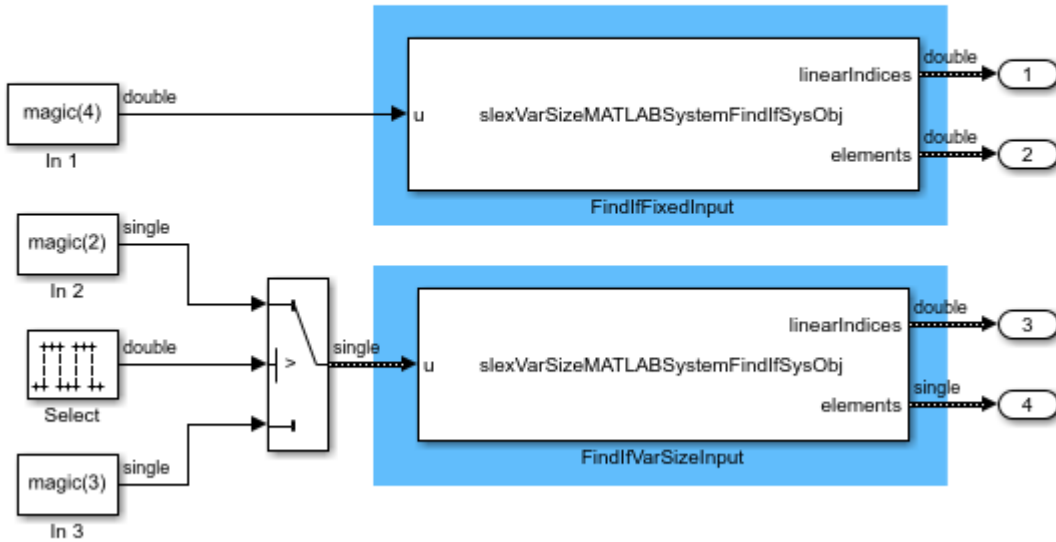 double
linearIndices
1
magic(4)
double
u
slexVarSizeMATLABSystemFindIfSysObj
double
elements
2
In 1
FindIfFixedInput
magic(2)
single
In 2
double
linearIndices
3
double
>
single
u
slexVarSizeMATLABSystemFindIfSysObj
Select
single
elements
4
magic(3)
single
FindIfVarSizeInput
In 3